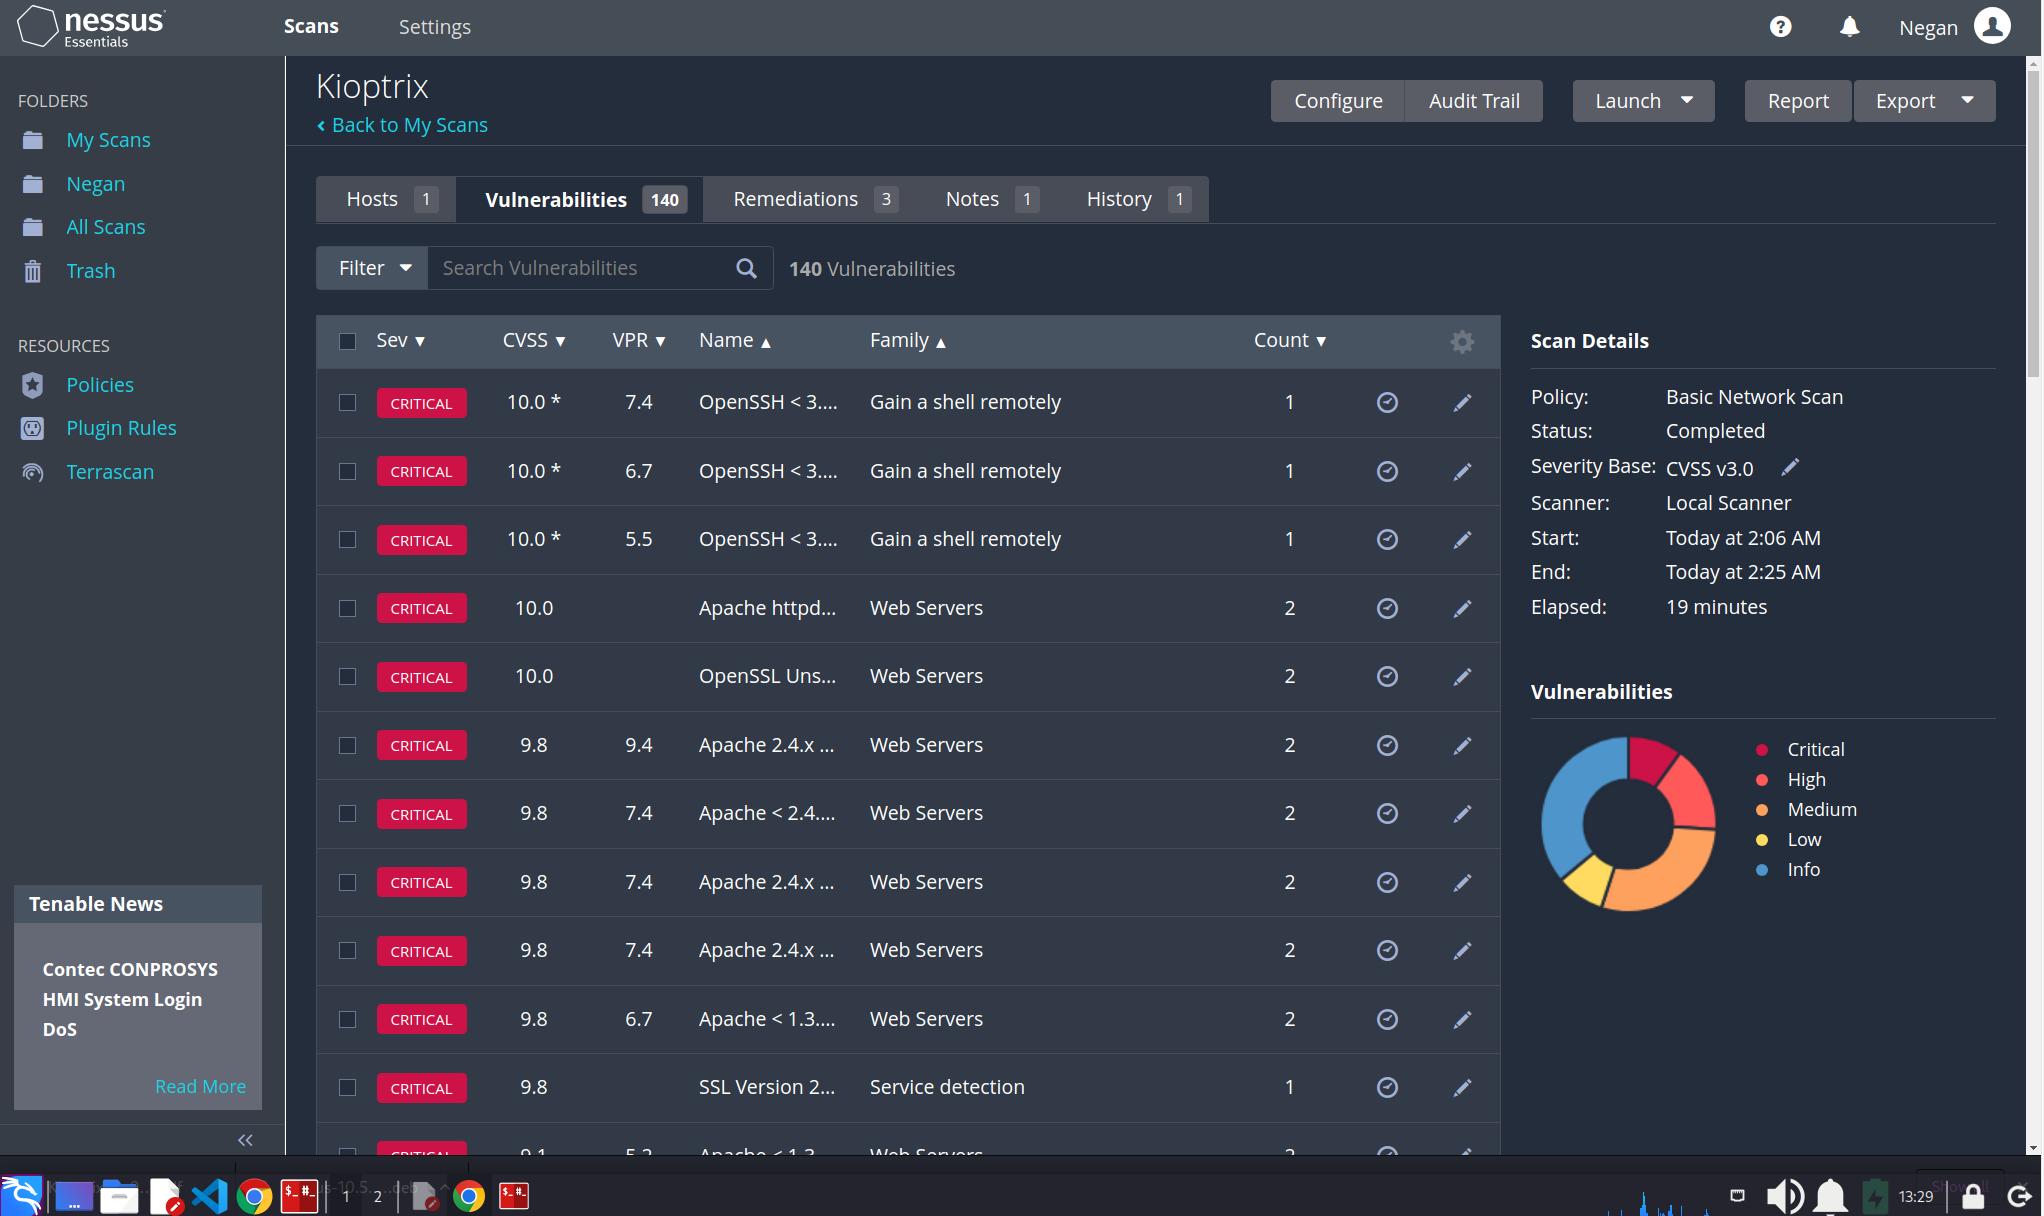 nessus
Essentials
Scans
Settings
Negan
FOLDERS
My Scans
Negan
All Scans
Trash
RESOURCES
Policies
Plugin Rules
Terrascan
Tenable News
Contec CONPROSYS
HMI System Login
DoS
Read More
Kioptrix
Back to My Scans
Configure
Audit Trail
Launch
Report
Export
Hosts 1
Vulnerabilities 140
Remediations 3
Notes 1
History 1
Filter
Search Vulnerabilities
140 Vulnerabilities
Sev CVSS VPR Name Family Count
CRITICAL 10.0 * 7.4 OpenSSH < 3.... Gain a shell remotely 1
CRITICAL 10.0 * 6.7 OpenSSH < 3.... Gain a shell remotely 1
CRITICAL 10.0 * 5.5 OpenSSH < 3.... Gain a shell remotely 1
CRITICAL 10.0 Apache httpd... Web Servers 2
CRITICAL 10.0 OpenSSL Uns... Web Servers 2
CRITICAL 9.8 9.4 Apache 2.4.x ... Web Servers 2
CRITICAL 9.8 7.4 Apache < 2.4.... Web Servers 2
CRITICAL 9.8 7.4 Apache 2.4.x ... Web Servers 2
CRITICAL 9.8 7.4 Apache 2.4.x ... Web Servers 2
CRITICAL 9.8 6.7 Apache < 1.3.... Web Servers 2
CRITICAL 9.8 SSL Version 2... Service detection 1
CRITICAL 9.1 5.2 Apache < 1.3.... Web Servers 2
Scan Details
Policy: Basic Network Scan
Status: Completed
Severity Base: CVSS v3.0
Scanner: Local Scanner
Start: Today at 2:06 AM
End: Today at 2:25 AM
Elapsed: 19 minutes
Vulnerabilities
Critical
High
Medium
Low
Info
1 2
13:29